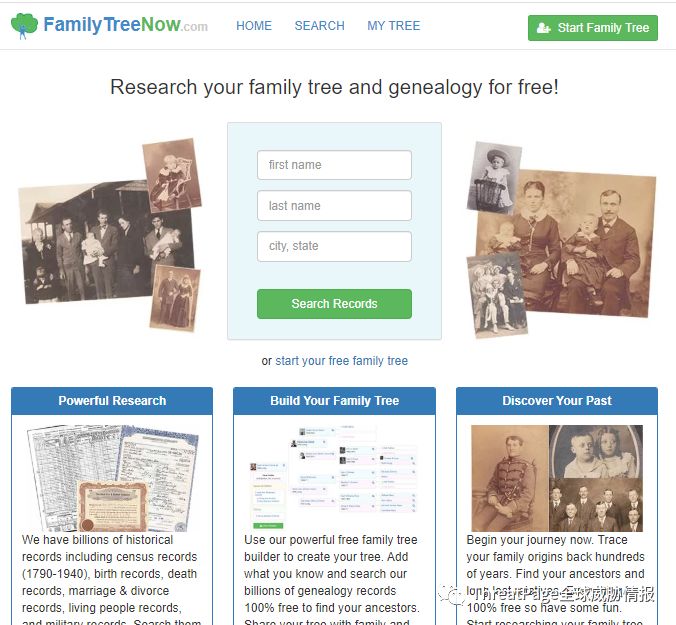 FamilyTreeNow.com
HOME SEARCH MY TREE
Start Family Tree
Research your family tree and genealogy for free!
first name
last name
city, state
Search Records
or start your free family tree
Powerful Research
We have billions of historical
records including census records
(1790-1940), birth records, death
records, marriage & divorce
records, living people records,
and military records. Search them
Build Your Family Tree
Use our powerful free family tree
builder to create your tree. Add
what you know and search our
billions of genealogy records
100% free to find your ancestors.
Share your tree with family and
Discover Your Past
Begin your journey now. Trace
your family origins back hundreds
of years. Find your ancestors and
100% free so have some fun.
Start researching your family tree
ThreatPage全球威胁情报